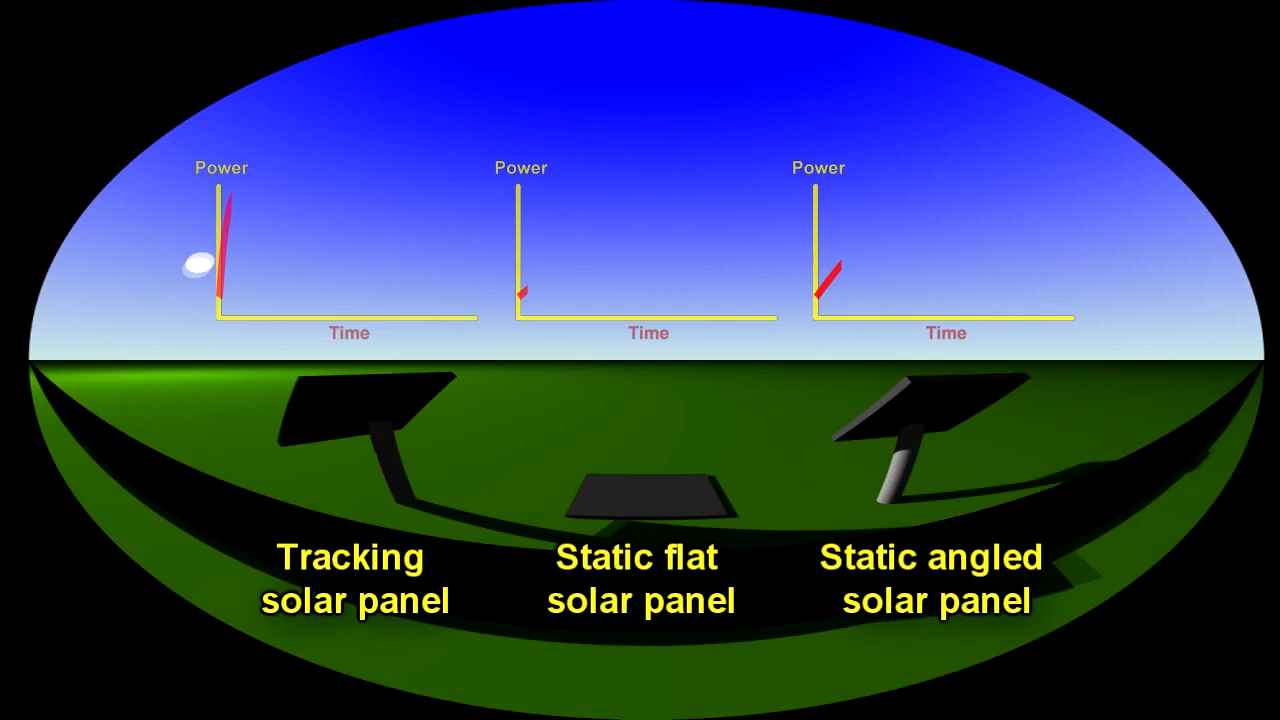 Power
Power
Power
Time
Time
Time
Tracking
solar panel
Static flat
solar panel
Static angled
solar panel